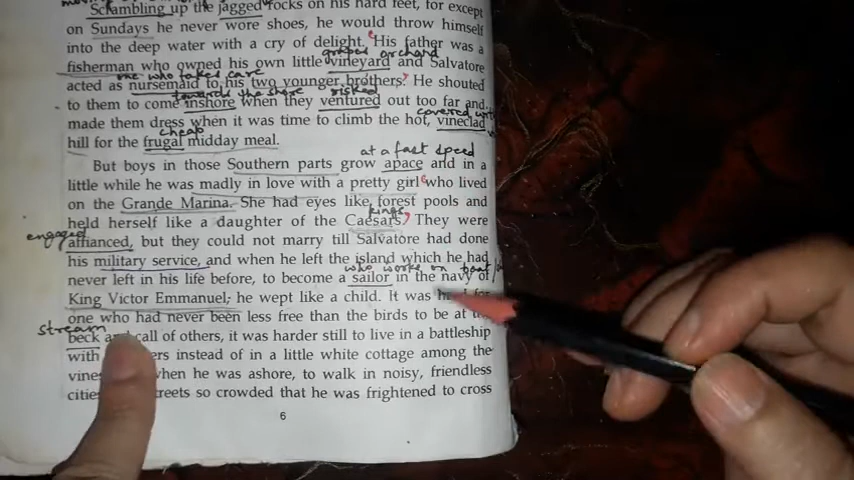 Scrambling up the jagged rocks on his hard feet, for except
on Sundays he never wore shoes, he would throw himself
into the deep water with a cry of delight. His father was a
grapes orchard
fisherman who owned his own little vineyard and Salvatore
one who takes care
acted as nursemaid to his two younger brothers. He shouted
towards the shore risked
to them to come inshore when they ventured out too far and
covered with
made them dress when it was time to climb the hot, vineclad
cheap
hill for the frugal midday meal.
at a fast speed
But boys in those Southern parts grow apace and in a
little while he was madly in love with a pretty girl who lived
on the Grande Marina. She had eyes like forest pools and
kings
held herself like a daughter of the Caesars. They were
engaged
affianced, but they could not marry till Salvatore had done
his military service, and when he left the island which he had
who works on boat
never left in his life before, to become a sailor in the navy of
King Victor Emmanuel, he wept like a child. It was for
one who had never been less free than the birds to be at
stream
beck and call of others, it was harder still to live in a battleship
with instead of in a little white cottage among the
vines when he was ashore, to walk in noisy, friendless
cities so crowded that he was frightened to cross
6